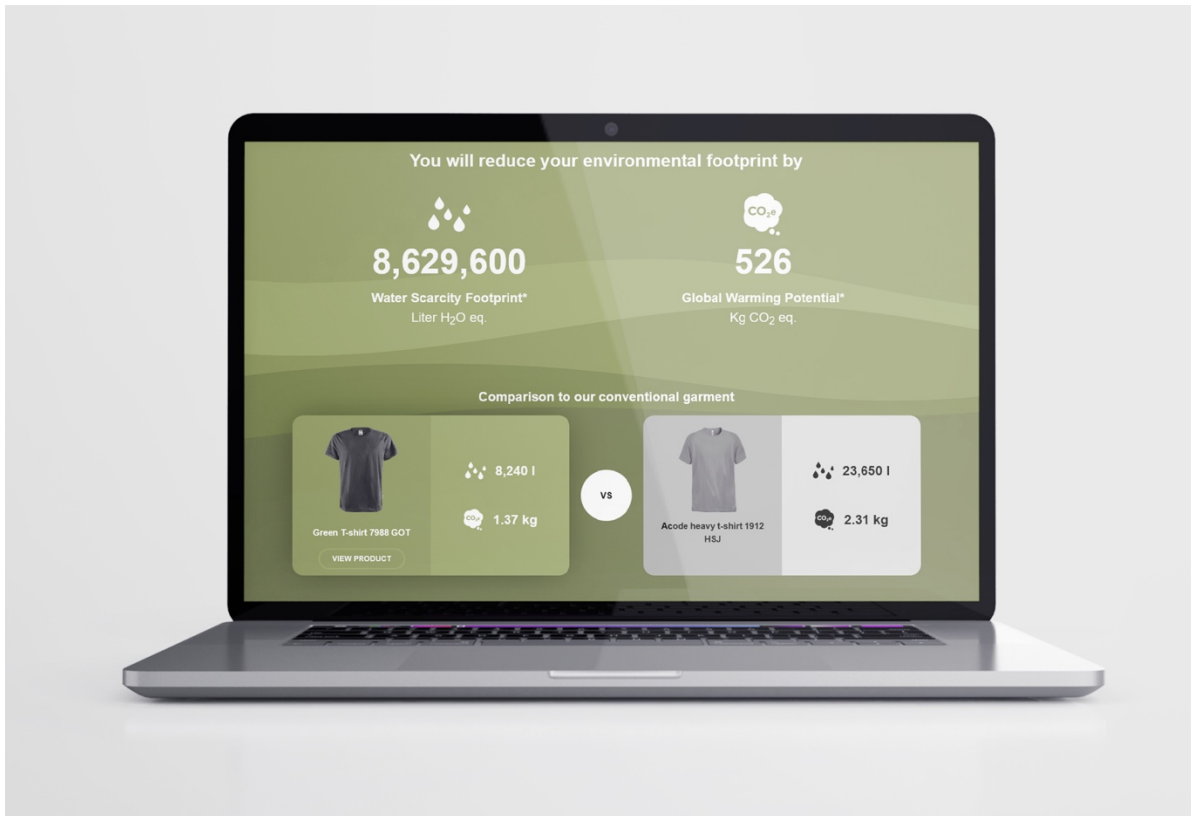 You will reduce your environmental footprint by
CO₂e
8,629,600
526
Water Scarcity Footprint*
Global Warming Potential*
Liter H₂O eq.
Kg CO₂ eq.
Comparison to our conventional garment
8,240 l
CO₂e
1.37 kg
Green T-shirt 7988 GOT
VIEW PRODUCT
vs
23,650 l
CO₂e
2.31 kg
Acode heavy t-shirt 1912
HSJ